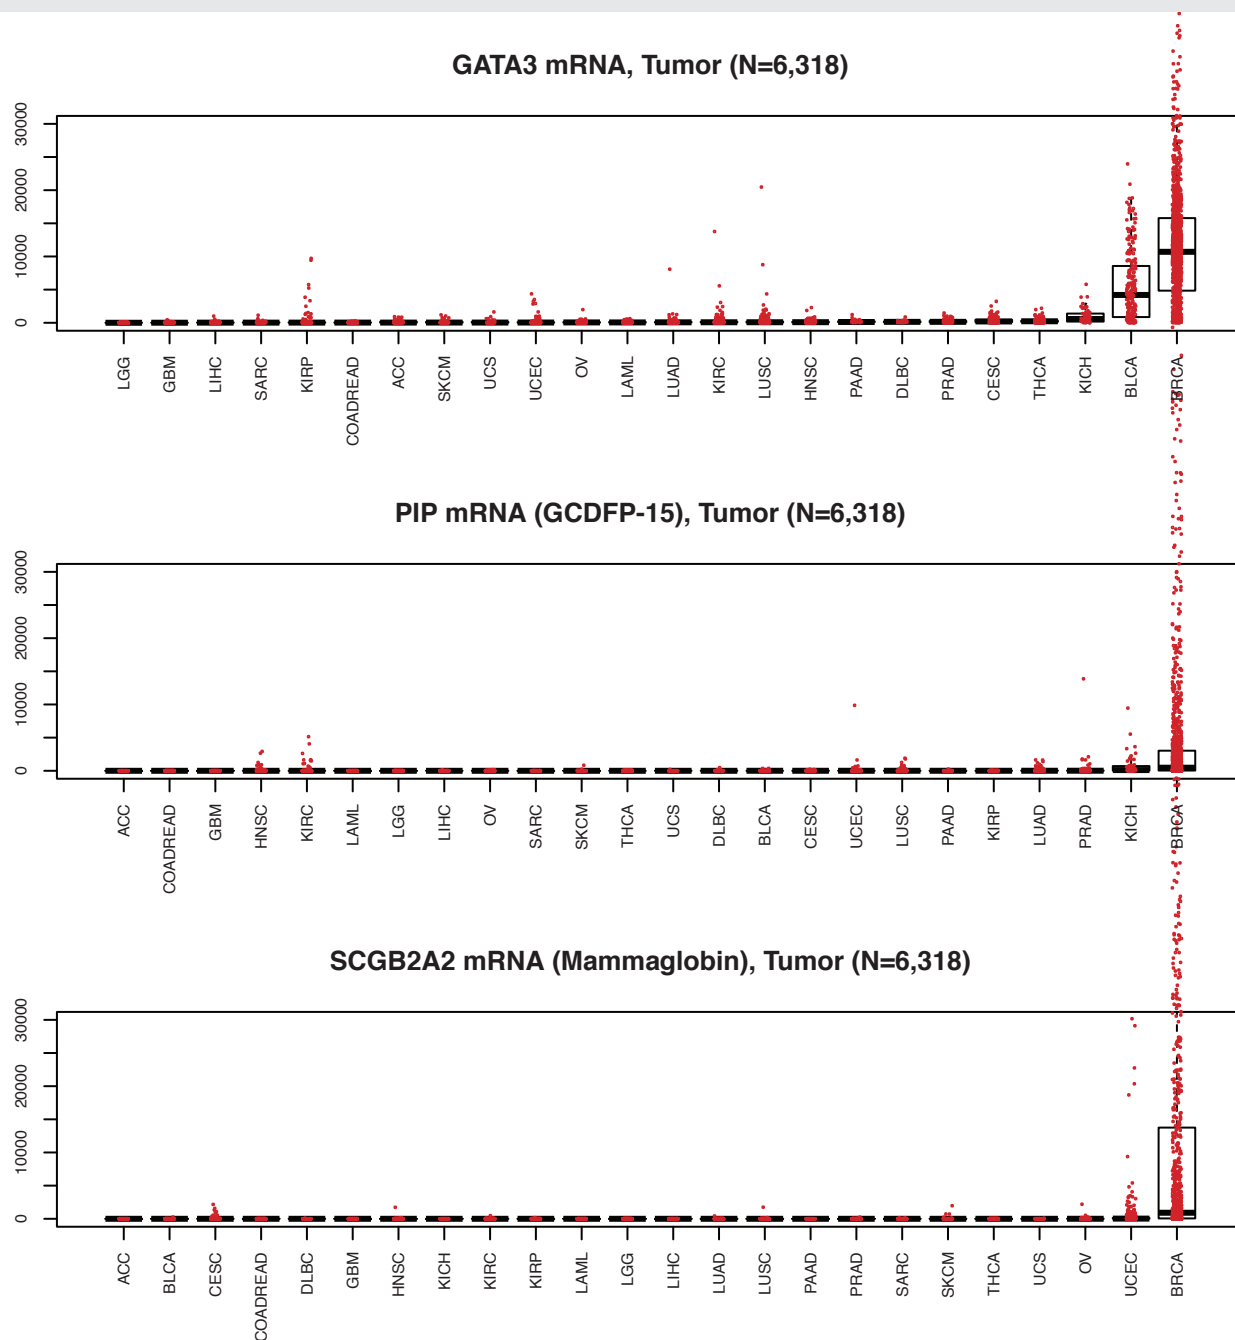 GATA3 mRNA, Tumor (N=6,318)
30000
20000
10000
0
LGG GBM LIHC SARC KIRP COADREAD ACC SKCM UCS UCEC OV LAML LUAD KIRC LUSC HNSC PAAD DLBC PRAD CESC THCA KICH BLCA BRCA
PIP mRNA (GCDFP-15), Tumor (N=6,318)
30000
20000
10000
0
ACC COADREAD GBM HNSC KIRC LAML LGG LIHC OV SARC SKCM THCA UCS DLBC BLCA CESC UCEC LUSC PAAD KIRP LUAD PRAD KICH BRCA
SCGB2A2 mRNA (Mammaglobin), Tumor (N=6,318)
30000
20000
10000
0
ACC BLCA CESC COADREAD DLBC GBM HNSC KICH KIRC KIRP LAML LGG LIHC LUAD LUSC PAAD PRAD SARC SKCM THCA UCS OV UCEC BRCA